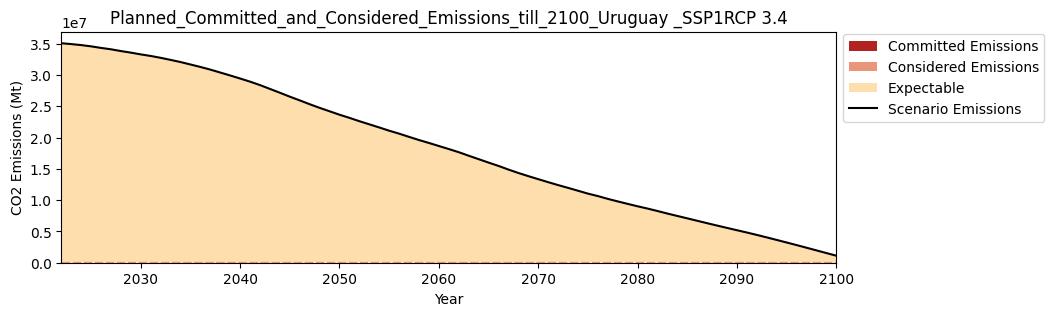 Planned_Committed_and_Considered_Emissions_till_2100_Uruguay _SSP1RCP 3.4
1e7
3.5
3.0
2.5
2.0
1.5
1.0
0.5
0.0
CO2 Emissions (Mt)
2030 2040 2050 2060 2070 2080 2090 2100
Year
Committed Emissions
Considered Emissions
Expectable
Scenario Emissions